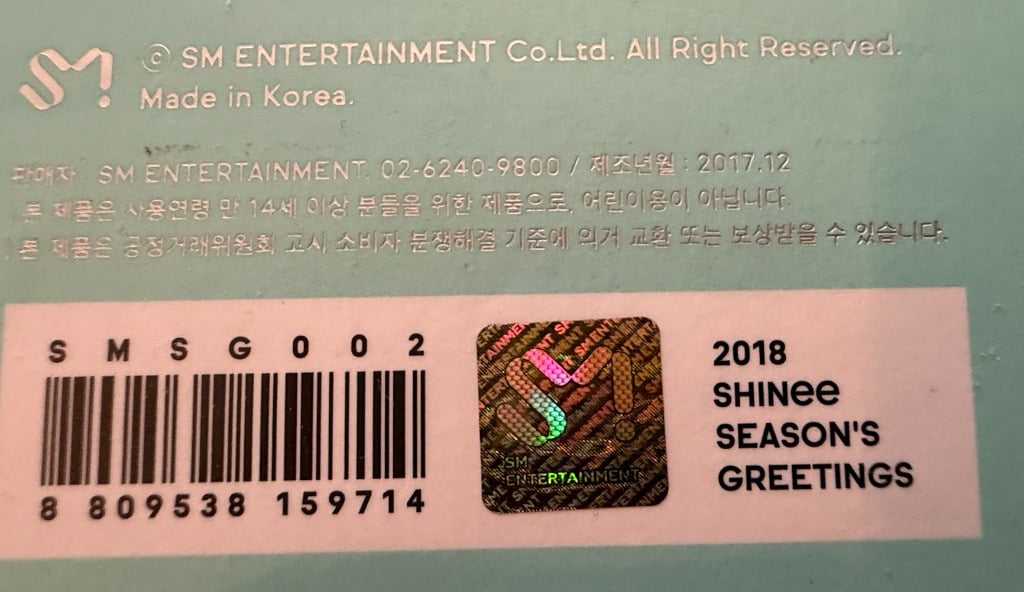 SM!
© SM ENTERTAINMENT Co.Ltd. All Right Reserved.
Made in Korea.
판매자 : SM ENTERTAINMENT. 02-6240-9800 / 제조년월 : 2017.12
본 제품은 사용연령 만 14세 이상 분들을 위한 제품으로, 어린이용이 아닙니다.
본 제품은 공정거래위원회 고시 소비자 분쟁해결 기준에 의거 교환 또는 보상받을 수 있습니다.
SMSG002
8 809538 159714
SM!
SM
ENTERTAINMENT
2018
SHINee
SEASON'S
GREETINGS